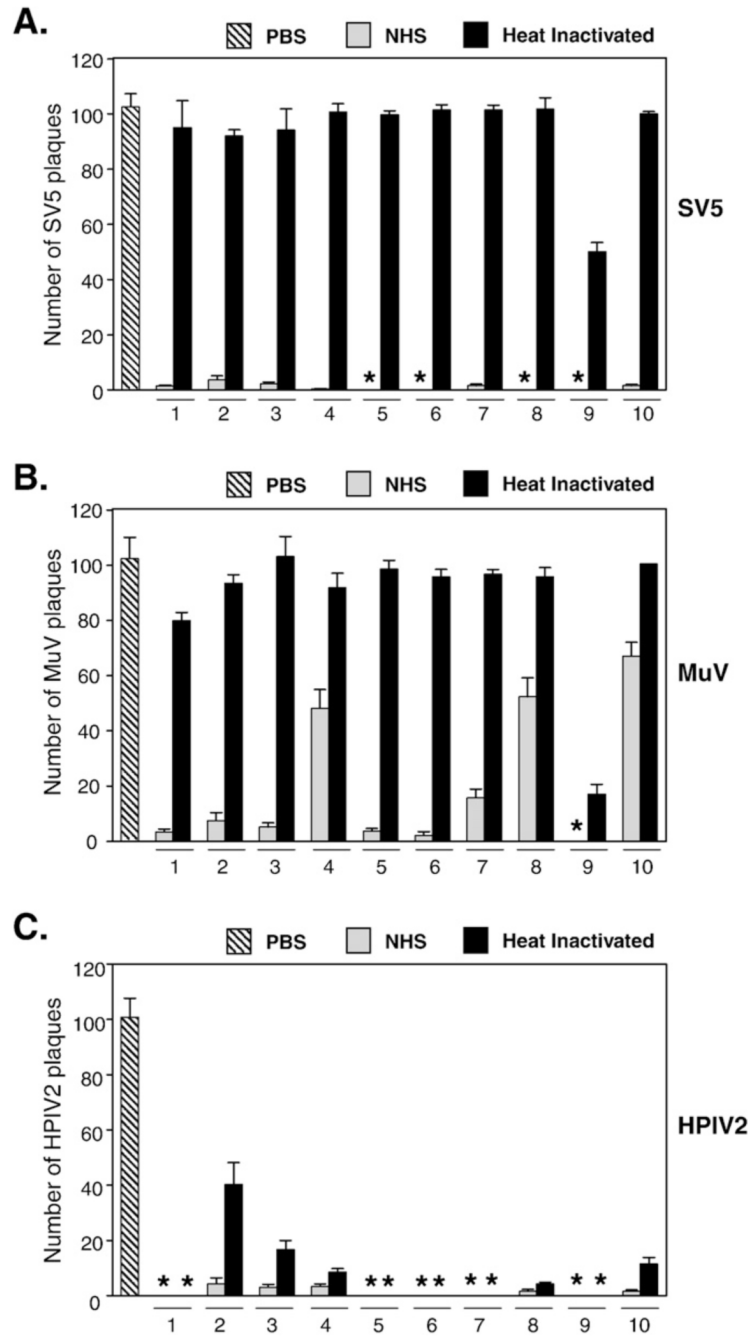 A.
PBS NHS Heat Inactivated
120
100
80
60
40
20
0
Number of SV5 plaques
* * * *
1 2 3 4 5 6 7 8 9 10
SV5
B.
PBS NHS Heat Inactivated
120
100
80
60
40
20
0
Number of MuV plaques
*
1 2 3 4 5 6 7 8 9 10
MuV
C.
PBS NHS Heat Inactivated
120
100
80
60
40
20
0
Number of HPIV2 plaques
* * ** ** * * * *
1 2 3 4 5 6 7 8 9 10
HPIV2